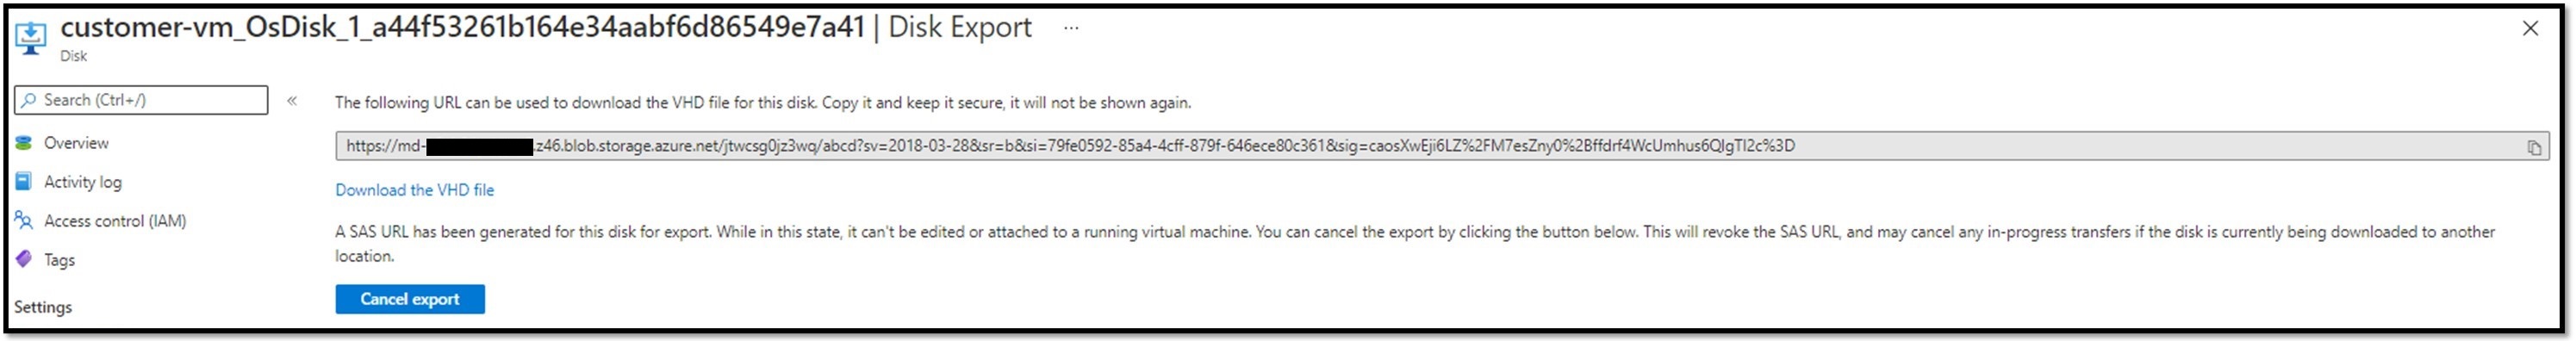 customer-vm_OsDisk_1_a44f53261b164e34aabf6d86549e7a41 | Disk Export ...
Disk
Search (Ctrl+/)
«
The following URL can be used to download the VHD file for this disk. Copy it and keep it secure, it will not be shown again.
Overview
https://md-.z46.blob.storage.azure.net/jtwcsg0jz3wq/abcd?sv=2018-03-28&sr=b&si=79fe0592-85a4-4cff-879f-646ece80c361&sig=caosXwEji6LZ%2FM7esZny0%2Bffdrf4WcUmhus6QIgTI2c%3D
Activity log
Download the VHD file
Access control (IAM)
A SAS URL has been generated for this disk for export. While in this state, it can't be edited or attached to a running virtual machine. You can cancel the export by clicking the button below. This will revoke the SAS URL, and may cancel any in-progress transfers if the disk is currently being downloaded to another
location.
Tags
Cancel export
Settings